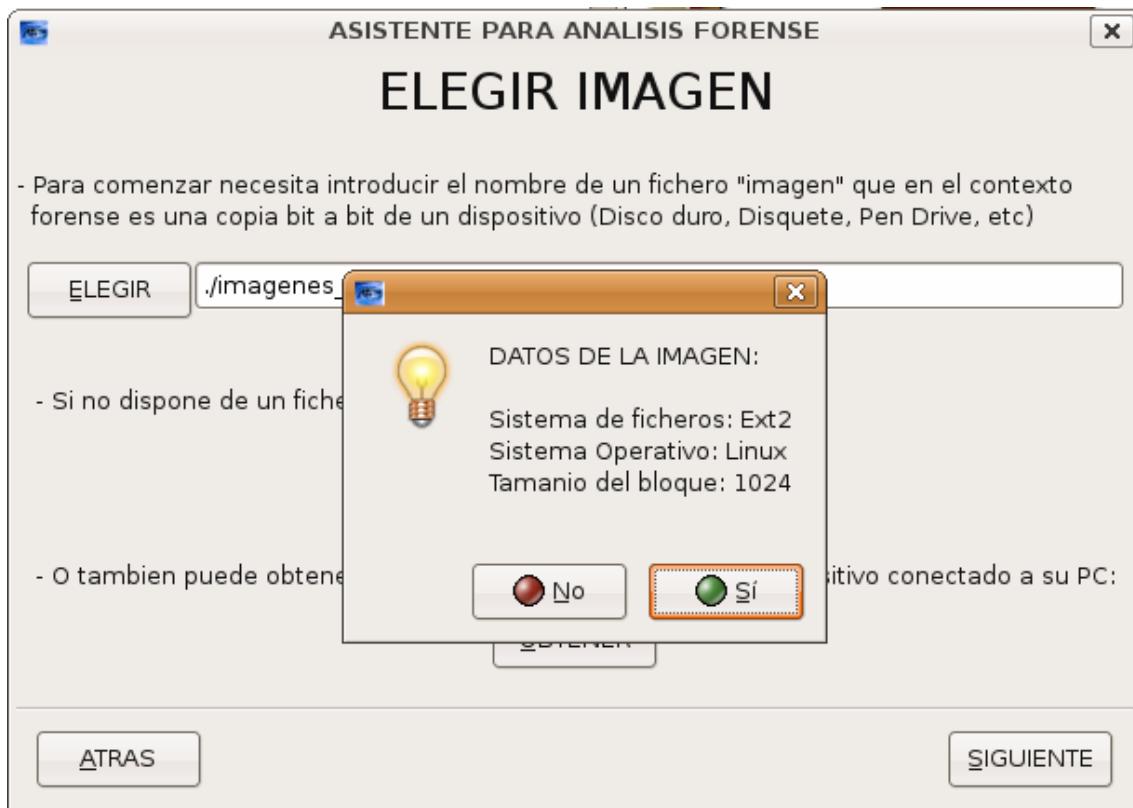 ASISTENTE PARA ANALISIS FORENSE
ELEGIR IMAGEN
- Para comenzar necesita introducir el nombre de un fichero "imagen" que en el contexto
forense es una copia bit a bit de un dispositivo (Disco duro, Disquete, Pen Drive, etc)
ELEGIR
./imagenes_
- Si no dispone de un fiche
DATOS DE LA IMAGEN:
Sistema de ficheros: Ext2
Sistema Operativo: Linux
Tamanio del bloque: 1024
No
Sí
- O tambien puede obtene
itivo conectado a su PC:
OBTENER
ATRAS
SIGUIENTE